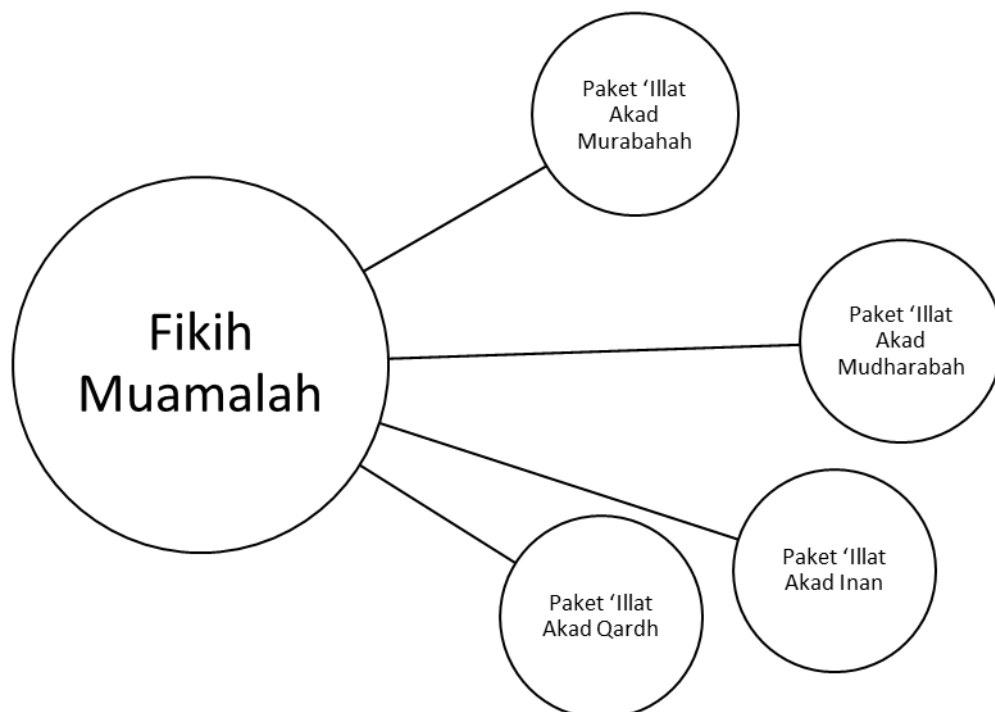 Fikih
Muamalah
Paket ‘Illat
Akad
Murabahah
Paket ‘Illat
Akad
Mudharabah
Paket ‘Illat
Akad Inan
Paket ‘Illat
Akad Qardh